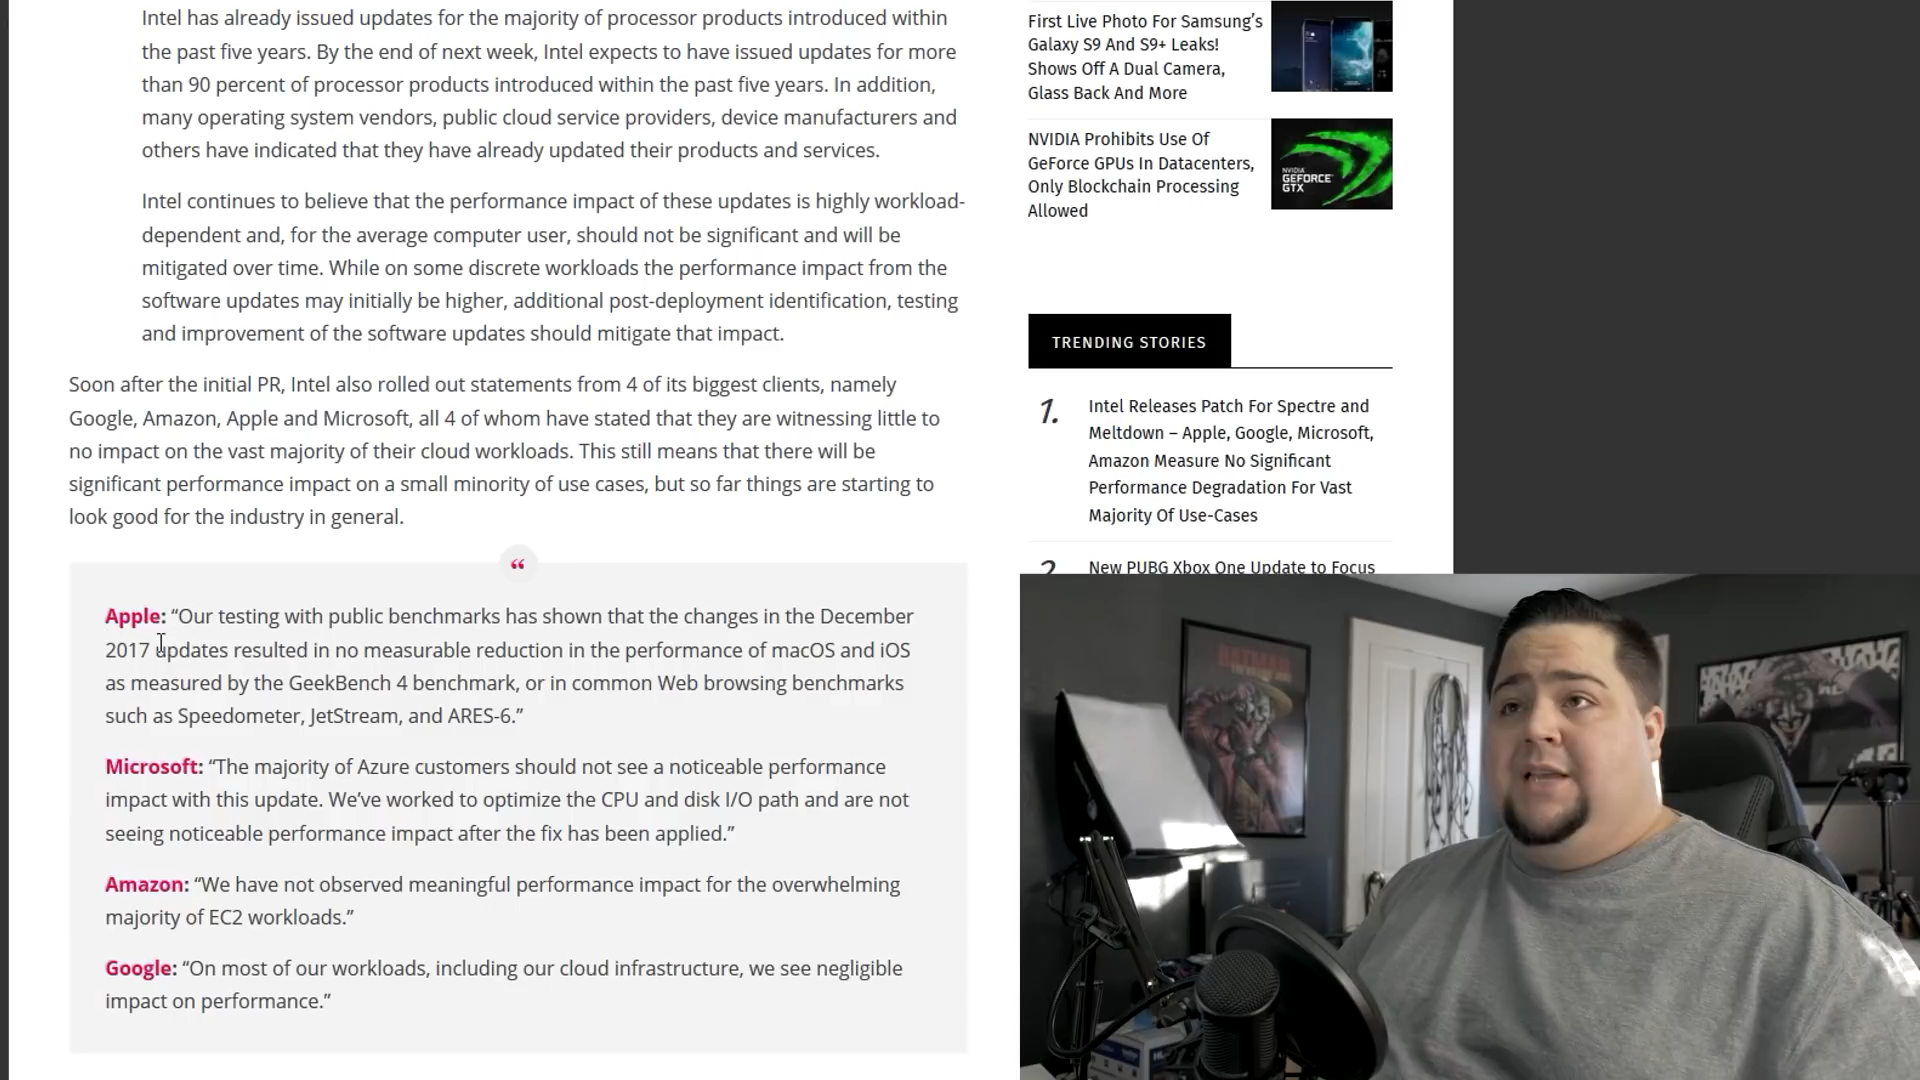 Intel has already issued updates for the majority of processor products introduced within
the past five years. By the end of next week, Intel expects to have issued updates for more
than 90 percent of processor products introduced within the past five years. In addition,
many operating system vendors, public cloud service providers, device manufacturers and
others have indicated that they have already updated their products and services.
Intel continues to believe that the performance impact of these updates is highly workload-
dependent and, for the average computer user, should not be significant and will be
mitigated over time. While on some discrete workloads the performance impact from the
software updates may initially be higher, additional post-deployment identification, testing
and improvement of the software updates should mitigate that impact.
Soon after the initial PR, Intel also rolled out statements from 4 of its biggest clients, namely
Google, Amazon, Apple and Microsoft, all 4 of whom have stated that they are witnessing little to
no impact on the vast majority of their cloud workloads. This still means that there will be
significant performance impact on a small minority of use cases, but so far things are starting to
look good for the industry in general.
“
Apple: “Our testing with public benchmarks has shown that the changes in the December
2017 updates resulted in no measurable reduction in the performance of macOS and iOS
as measured by the GeekBench 4 benchmark, or in common Web browsing benchmarks
such as Speedometer, JetStream, and ARES-6.”
Microsoft: “The majority of Azure customers should not see a noticeable performance
impact with this update. We’ve worked to optimize the CPU and disk I/O path and are not
seeing noticeable performance impact after the fix has been applied.”
Amazon: “We have not observed meaningful performance impact for the overwhelming
majority of EC2 workloads.”
Google: “On most of our workloads, including our cloud infrastructure, we see negligible
impact on performance.”
First Live Photo For Samsung’s
Galaxy S9 And S9+ Leaks!
Shows Off A Dual Camera,
Glass Back And More
NVIDIA Prohibits Use Of
GeForce GPUs In Datacenters,
Only Blockchain Processing
Allowed
NVIDIA
GEFORCE
GTX
TRENDING STORIES
1.
Intel Releases Patch For Spectre and
Meltdown – Apple, Google, Microsoft,
Amazon Measure No Significant
Performance Degradation For Vast
Majority Of Use-Cases
2
New PUBG Xbox One Update to Focus
BATMAN